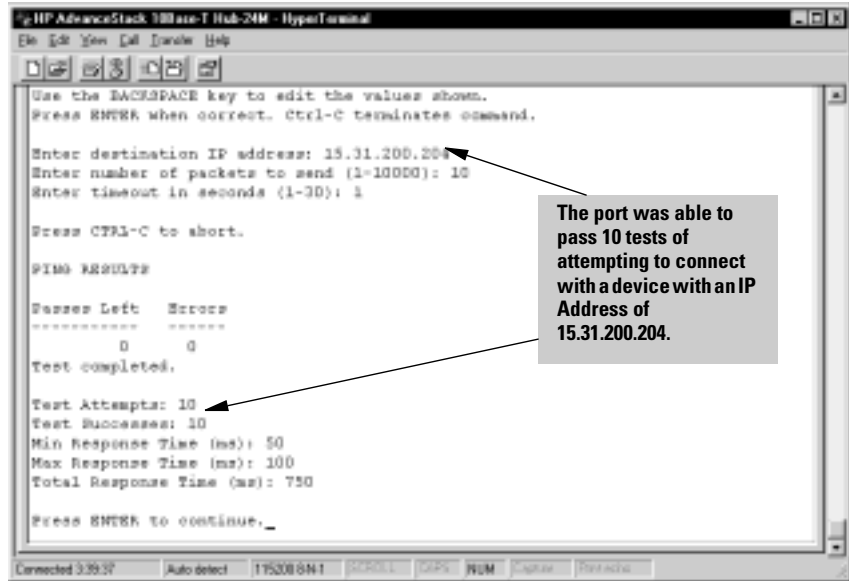 HP AdvanceStack 10Base-T Hub-24M - HyperTerminal
File Edit View Call Transfer Help
Use the BACKSPACE key to edit the values shown.
Press ENTER when correct. Ctrl-C terminates command.
Enter destination IP address: 15.31.200.204
Enter number of packets to send (1-10000): 10
Enter timeout in seconds (1-30): 1
Press CTRL-C to abort.
PING RESULTS
Passes Left Errors
----------- ------
0 0
Test completed.
Test Attempts: 10
Test Successes: 10
Min Response Time (ms): 50
Max Response Time (ms): 100
Total Response Time (ms): 750
Press ENTER to continue._
The port was able to
pass 10 tests of
attempting to connect
with a device with an IP
Address of
15.31.200.204.
Connected 3:39:37 Auto detect 115200 8-N-1 SCROLL CAPS NUM Capture Print echo